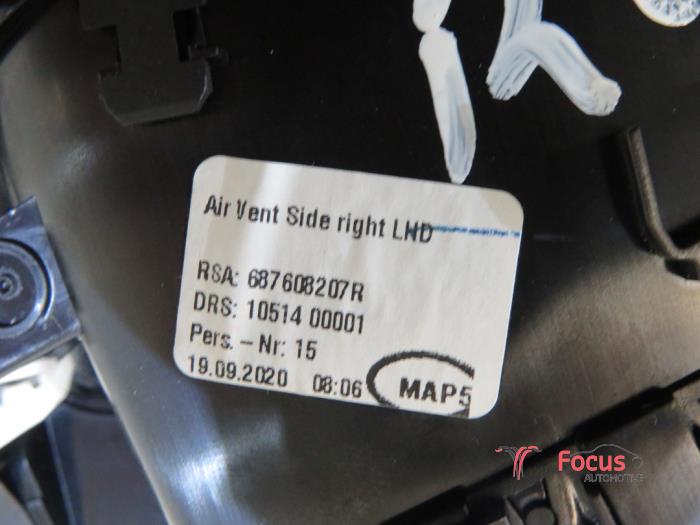 Air Vent Side right LHD
RSA: 687608207R
DRS: 10514 00001
Pers. - Nr: 15
19.09.2020 08:06 MAP5
Focus
AUTOMOTIVE